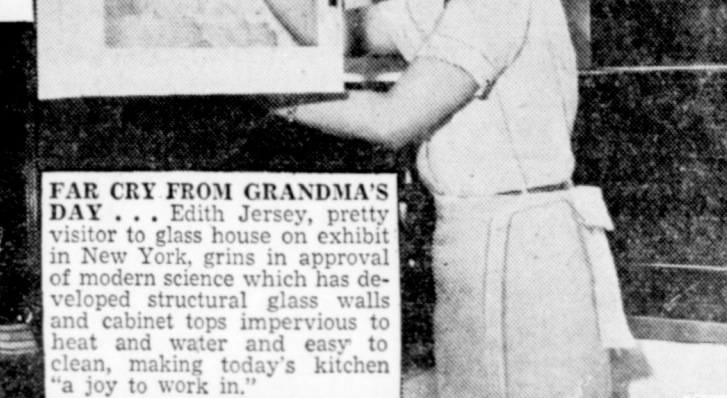 FAR CRY FROM GRANDMA'S
DAY . . . Edith Jersey, pretty
visitor to glass house on exhibit
in New York, grins in approval
of modern science which has de-
veloped structural glass walls
and cabinet tops impervious to
heat and water and easy to
clean, making today's kitchen
"a joy to work in."